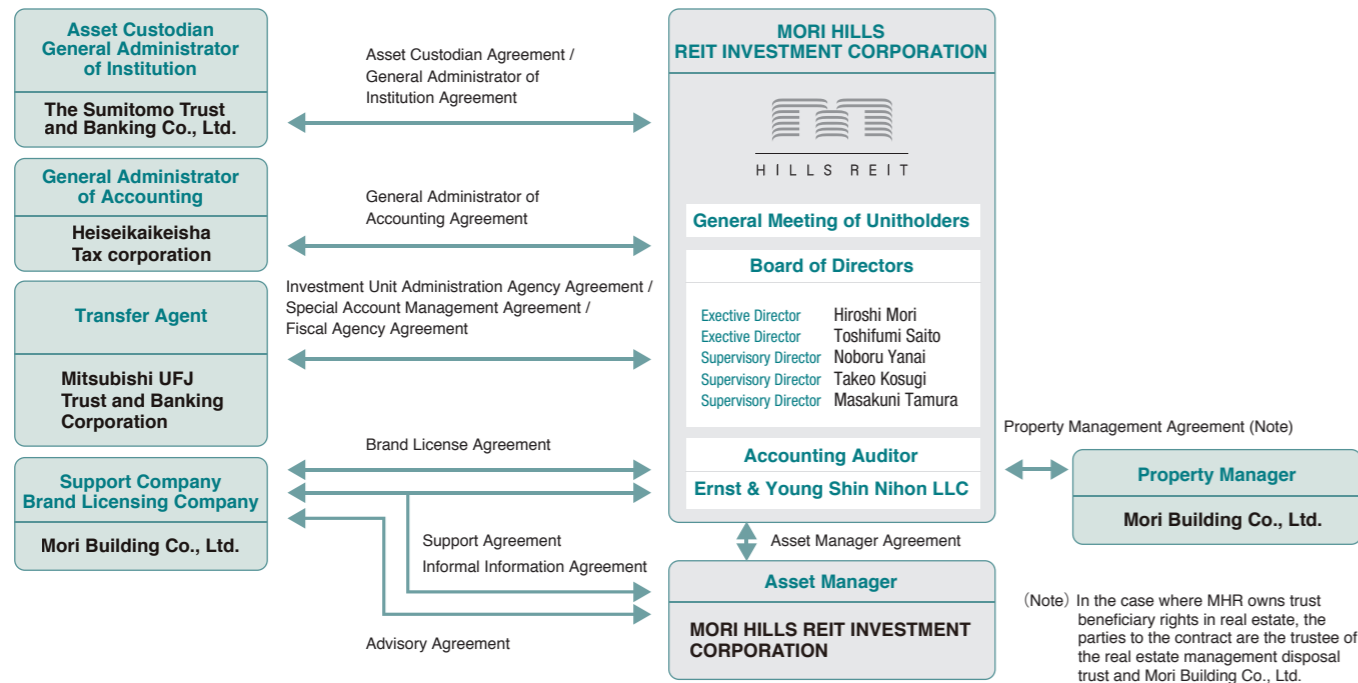 Asset Custodian
General Administrator
of Institution
The Sumitomo Trust
and Banking Co., Ltd.
General Administrator
of Accounting
Heiseikaikeisha
Tax corporation
Transfer Agent
Mitsubishi UFJ
Trust and Banking
Corporation
Support Company
Brand Licensing Company
Mori Building Co., Ltd.
Asset Custodian Agreement /
General Administrator of
Institution Agreement
General Administrator of
Accounting Agreement
Investment Unit Administration Agency Agreement /
Special Account Management Agreement /
Fiscal Agency Agreement
Brand License Agreement
Support Agreement
Informal Information Agreement
Advisory Agreement
MORI HILLS
REIT INVESTMENT CORPORATION
HILLS REIT
General Meeting of Unitholders
Board of Directors
Exective Director Hiroshi Mori
Exective Director Toshifumi Saito
Supervisory Director Noboru Yanai
Supervisory Director Takeo Kosugi
Supervisory Director Masakuni Tamura
Accounting Auditor
Ernst & Young Shin Nihon LLC
Asset Manager Agreement
Asset Manager
MORI HILLS REIT INVESTMENT
CORPORATION
Property Management Agreement (Note)
Property Manager
Mori Building Co., Ltd.
(Note) In the case where MHR owns trust
beneficiary rights in real estate, the
parties to the contract are the trustee of
the real estate management disposal
trust and Mori Building Co., Ltd.